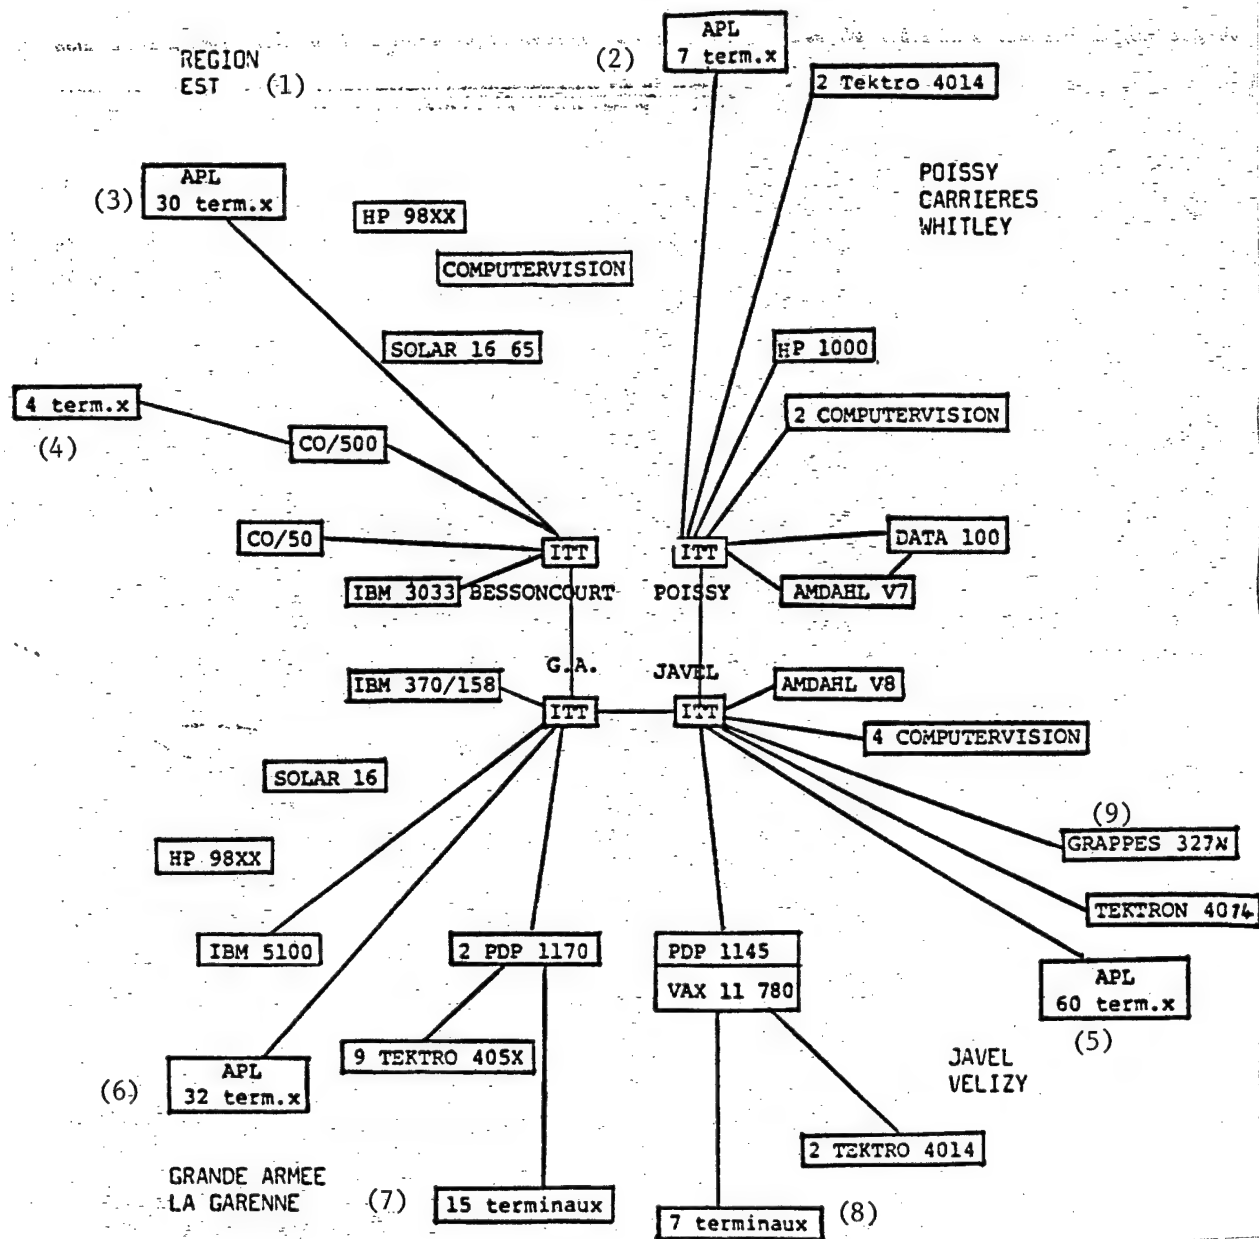 REGION
EST (1)
(2)
APL
7 term.x
2 Tektro 4014
(3)
APL
30 term.x
HP 98XX
COMPUTERVISION
POISSY
CARRIERES
WHITLEY
SOLAR 16 65
HP 1000
4 term.x
(4)
CO/500
2 COMPUTERVISION
CO/50
ITT
ITT
DATA 100
IBM 3033
BESSONCOURT
POISSY
AMDAHL V7
G.A.
JAVEL
IBM 370/158
ITT
ITT
AMDAHL V8
4 COMPUTERVISION
SOLAR 16
(9)
GRAPPES 327X
HP 98XX
TEKTRON 4014
IBM 5100
2 PDP 1170
PDP 1145
VAX 11 780
APL
60 term.x
(5)
9 TEKTRO 405X
(6)
APL
32 term.x
JAVEL
VELIZY
2 TEKTRO 4014
GRANDE ARMEE
LA GARENNE
(7)
15 terminaux
7 terminaux
(8)